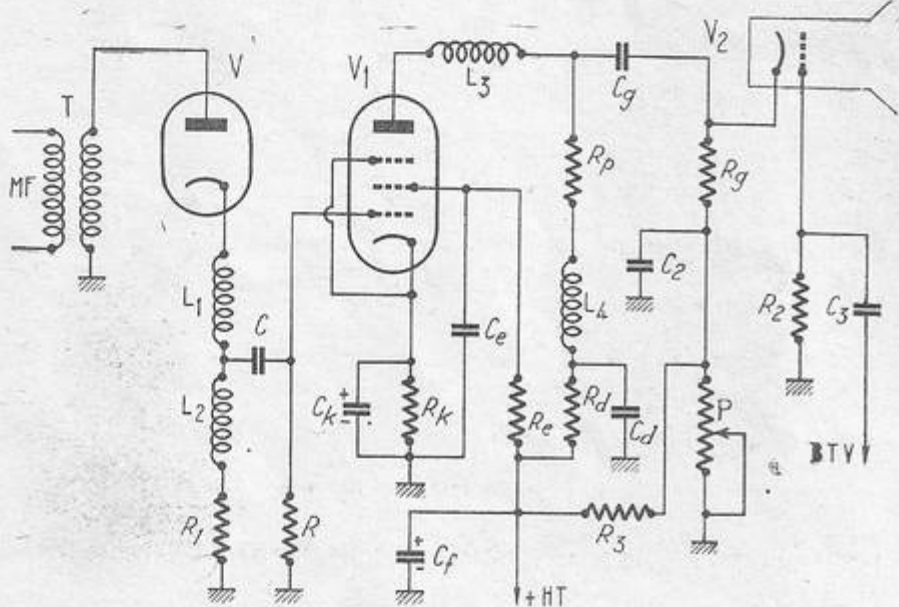 T
V
V1
L3
Cg
V2
MF
Rp
Rg
L1
C
Ce
L4
C2
R2
C3
L2
+
Ck
-
Rk
Re
Rd
Cd
P
BTV
R1
R
+
Cf
-
R3
+HT